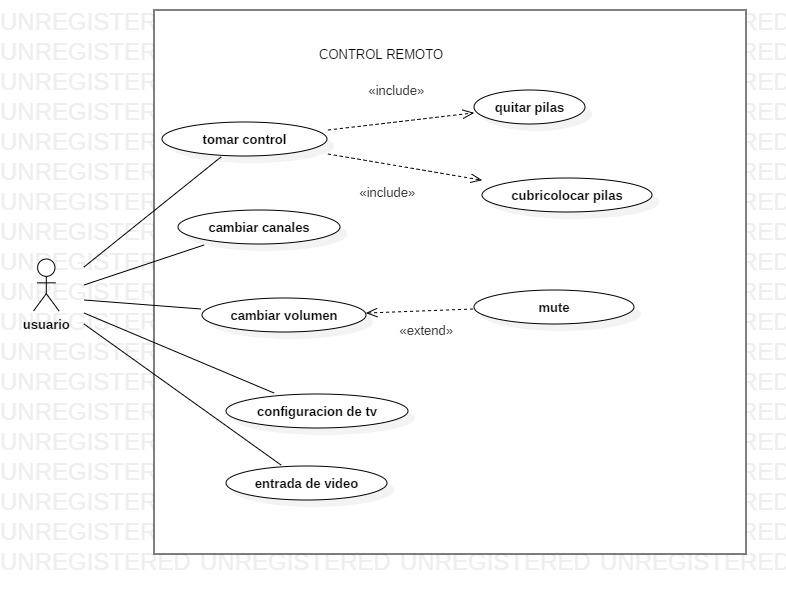 CONTROL REMOTO
«include»
quitar pilas
tomar control
«include»
cubricolocar pilas
cambiar canales
usuario
cambiar volumen
mute
«extend»
configuracion de tv
entrada de video
UNREGISTERED UNREGISTERED UNREGISTERED UNREGISTERED